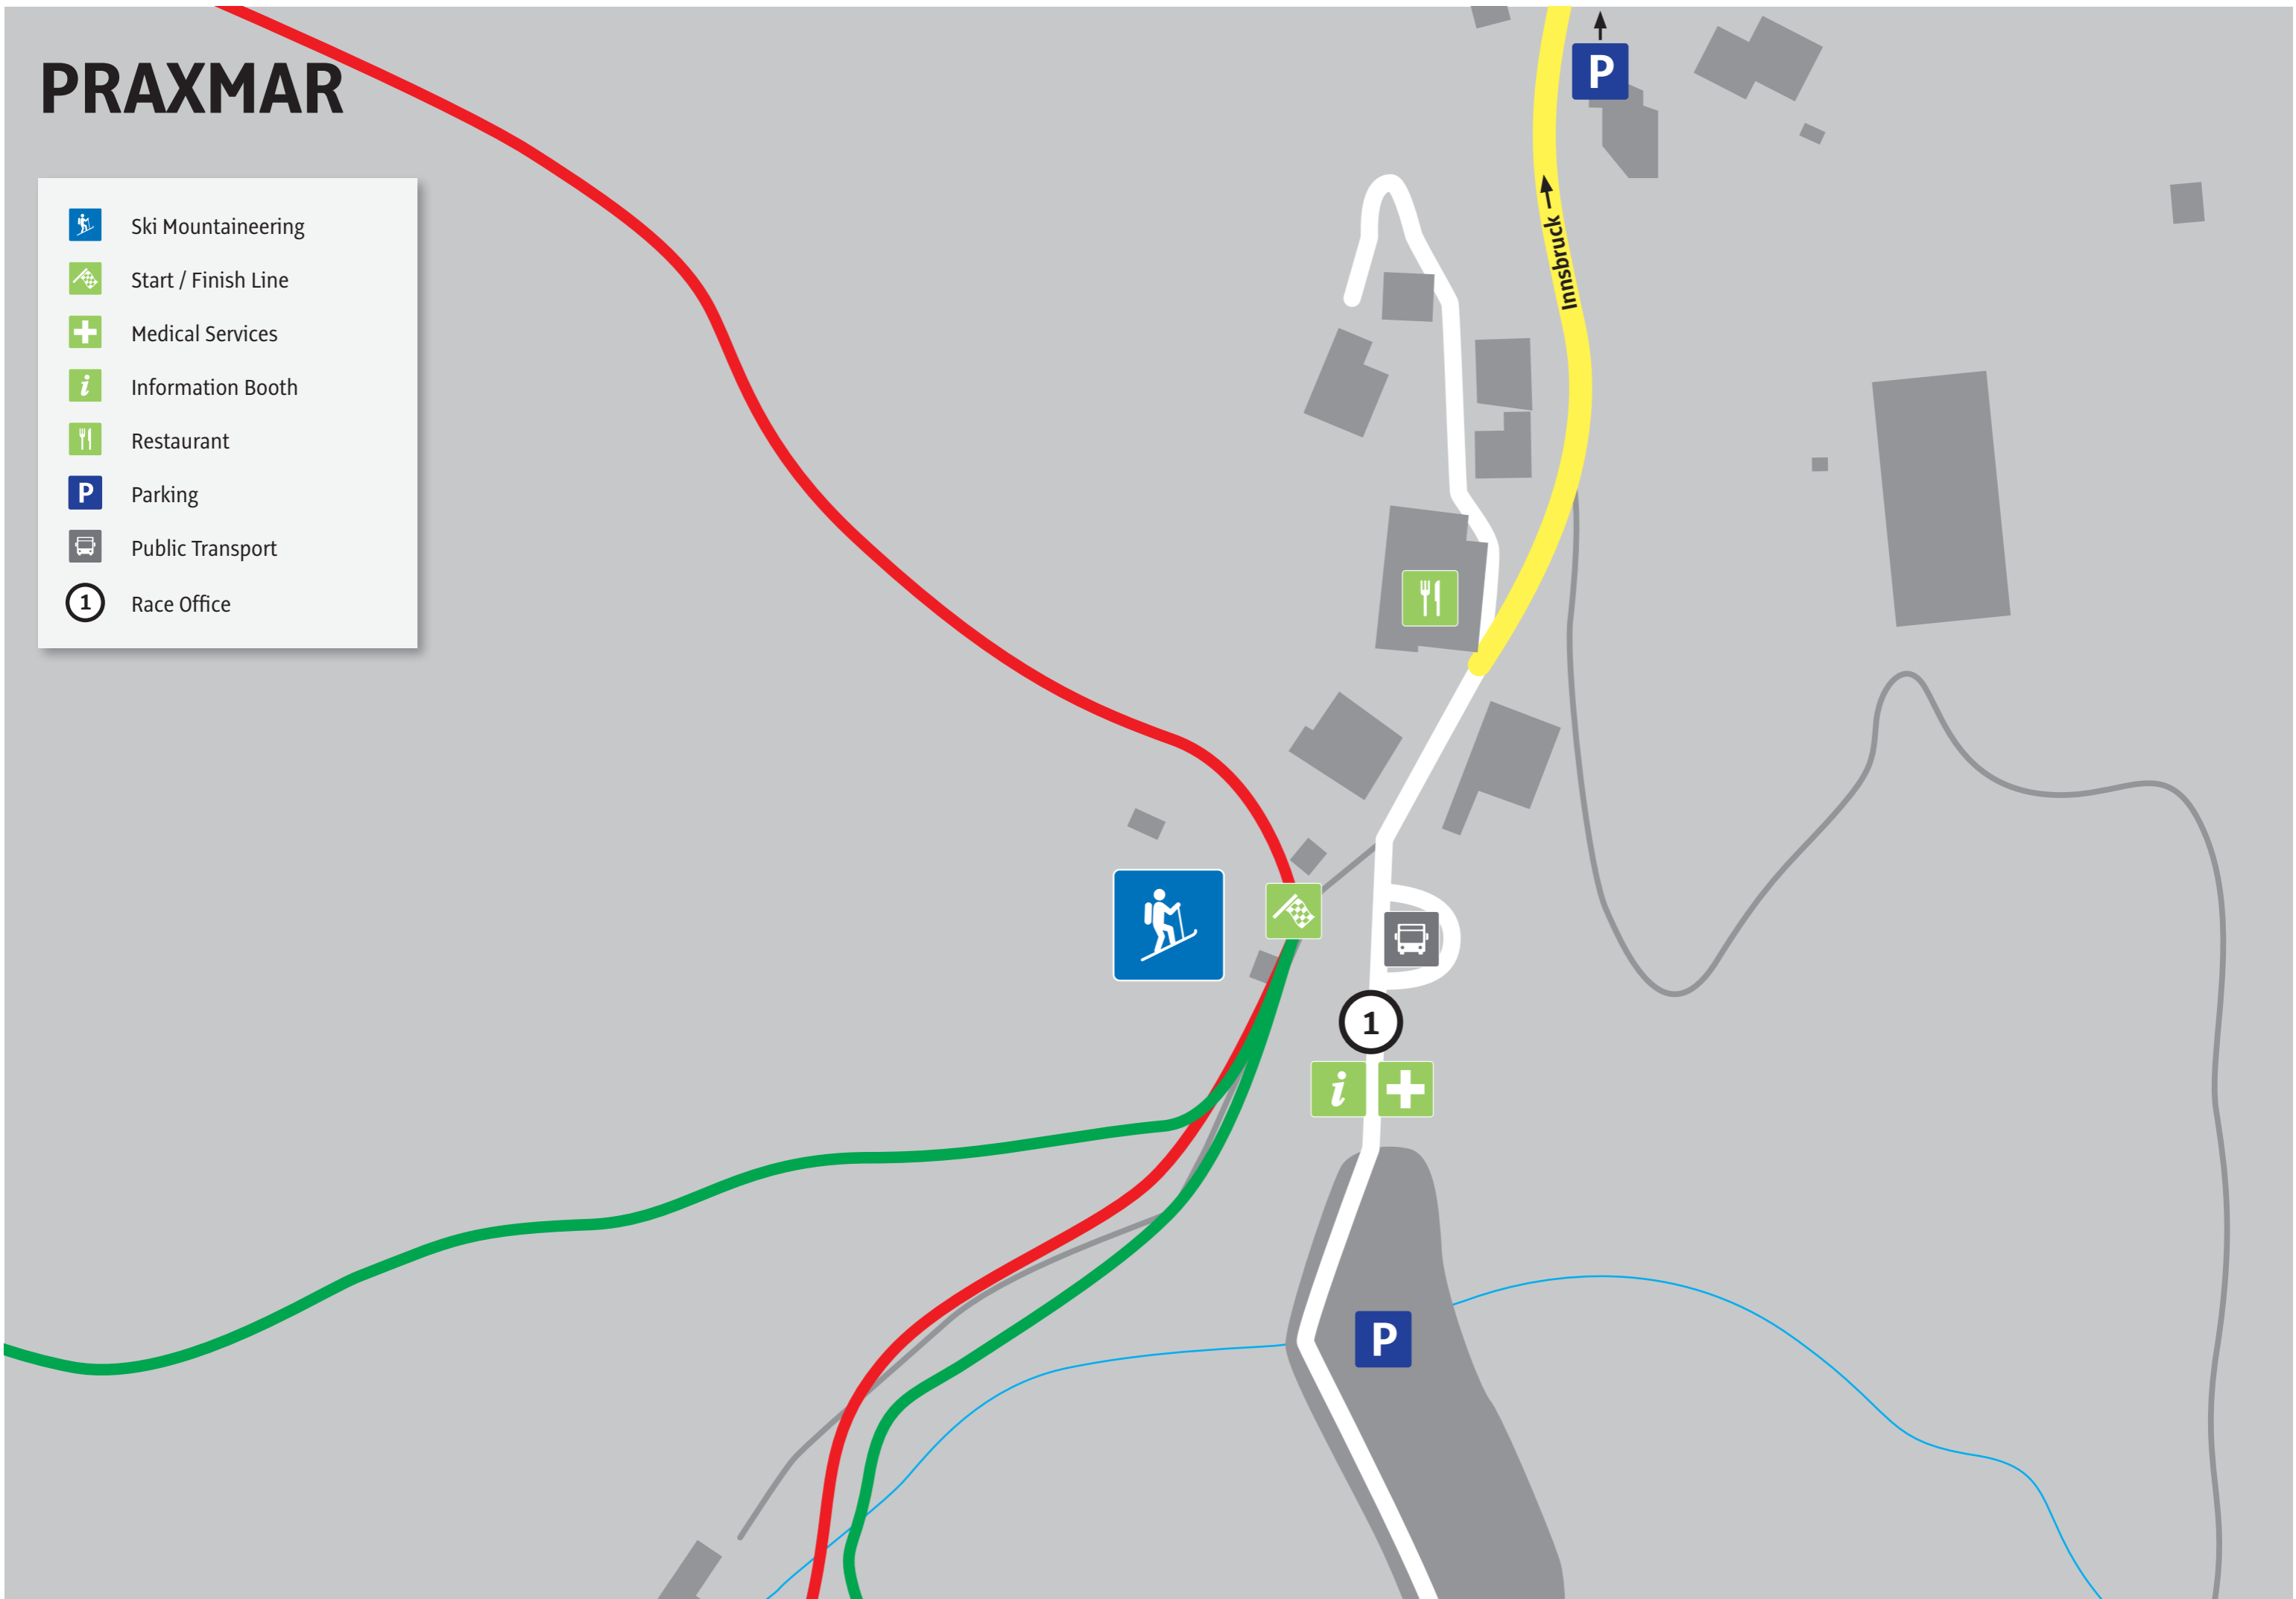 PRAXMAR
Ski Mountaineering
Start / Finish Line
Medical Services
i Information Booth
Restaurant
P Parking
Public Transport
1 Race Office
P
Innsbruck
1
i
P